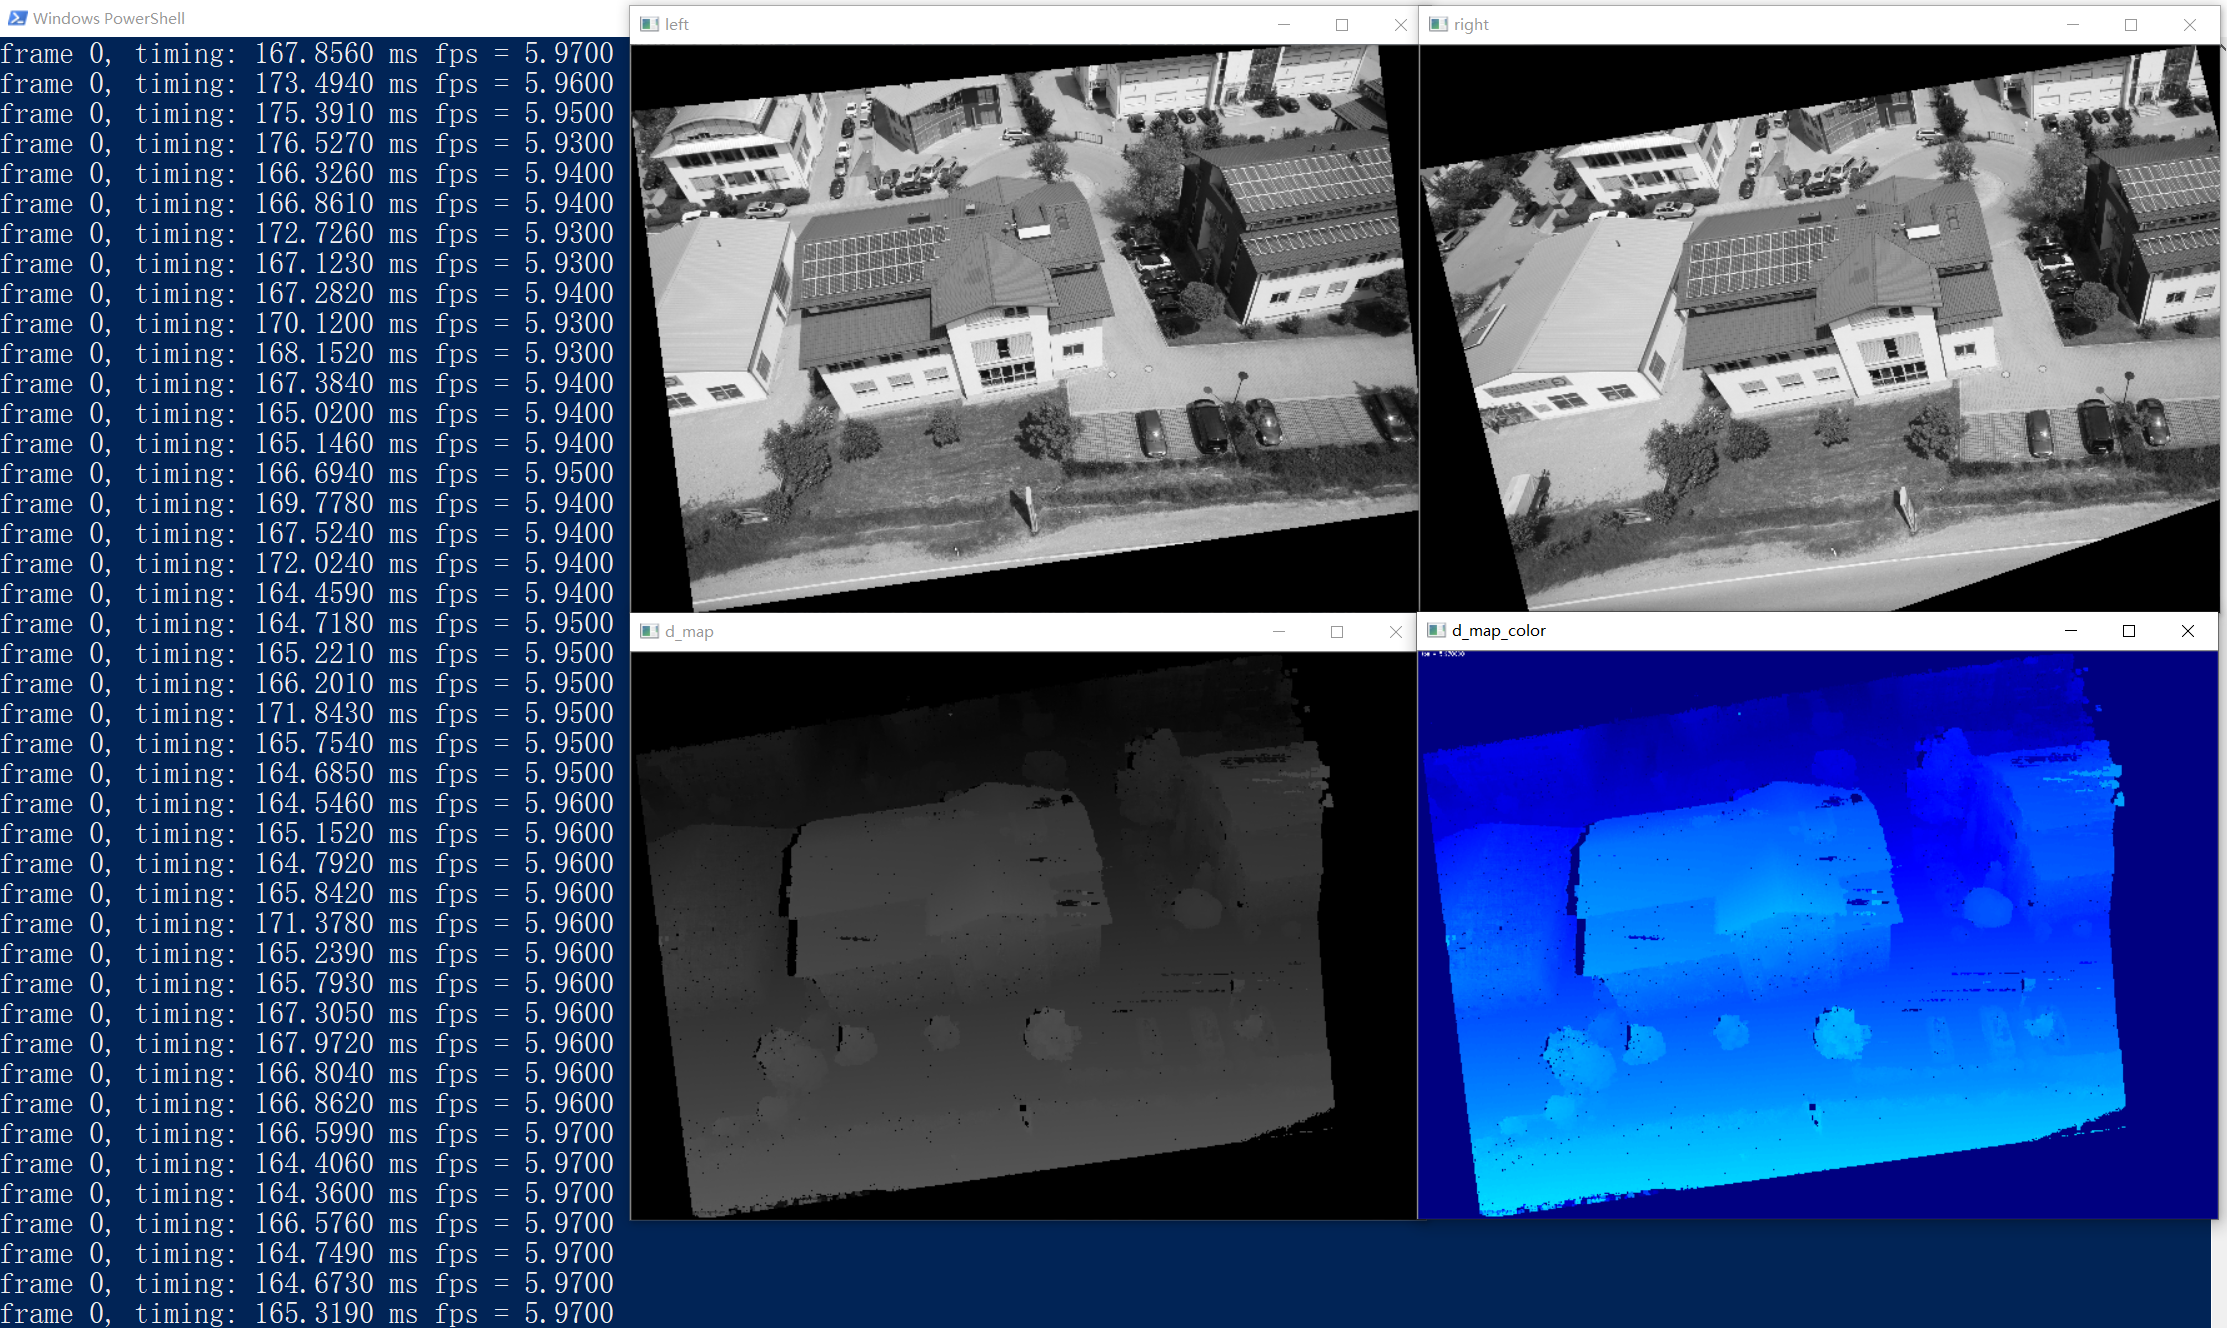 Windows PowerShell
frame 0, timing: 167.8560 ms fps = 5.9700
frame 0, timing: 173.4940 ms fps = 5.9600
frame 0, timing: 175.3910 ms fps = 5.9500
frame 0, timing: 176.5270 ms fps = 5.9300
frame 0, timing: 166.3260 ms fps = 5.9400
frame 0, timing: 166.8610 ms fps = 5.9400
frame 0, timing: 172.7260 ms fps = 5.9300
frame 0, timing: 167.1230 ms fps = 5.9300
frame 0, timing: 167.2820 ms fps = 5.9400
frame 0, timing: 170.1200 ms fps = 5.9300
frame 0, timing: 168.1520 ms fps = 5.9300
frame 0, timing: 167.3840 ms fps = 5.9400
frame 0, timing: 165.0200 ms fps = 5.9400
frame 0, timing: 165.1460 ms fps = 5.9400
frame 0, timing: 166.6940 ms fps = 5.9500
frame 0, timing: 169.7780 ms fps = 5.9400
frame 0, timing: 167.5240 ms fps = 5.9400
frame 0, timing: 172.0240 ms fps = 5.9400
frame 0, timing: 164.4590 ms fps = 5.9400
frame 0, timing: 164.7180 ms fps = 5.9500
frame 0, timing: 165.2210 ms fps = 5.9500
frame 0, timing: 166.2010 ms fps = 5.9500
frame 0, timing: 171.8430 ms fps = 5.9500
frame 0, timing: 165.7540 ms fps = 5.9500
frame 0, timing: 164.6850 ms fps = 5.9500
frame 0, timing: 164.5460 ms fps = 5.9600
frame 0, timing: 165.1520 ms fps = 5.9600
frame 0, timing: 164.7920 ms fps = 5.9600
frame 0, timing: 165.8420 ms fps = 5.9600
frame 0, timing: 171.3780 ms fps = 5.9600
frame 0, timing: 165.2390 ms fps = 5.9600
frame 0, timing: 165.7930 ms fps = 5.9600
frame 0, timing: 167.3050 ms fps = 5.9600
frame 0, timing: 167.9720 ms fps = 5.9600
frame 0, timing: 166.8040 ms fps = 5.9600
frame 0, timing: 166.8620 ms fps = 5.9600
frame 0, timing: 166.5990 ms fps = 5.9700
frame 0, timing: 164.4060 ms fps = 5.9700
frame 0, timing: 164.3600 ms fps = 5.9700
frame 0, timing: 166.5760 ms fps = 5.9700
frame 0, timing: 164.7490 ms fps = 5.9700
frame 0, timing: 164.6730 ms fps = 5.9700
frame 0, timing: 165.3190 ms fps = 5.9700
left
right
d_map
d_map_color